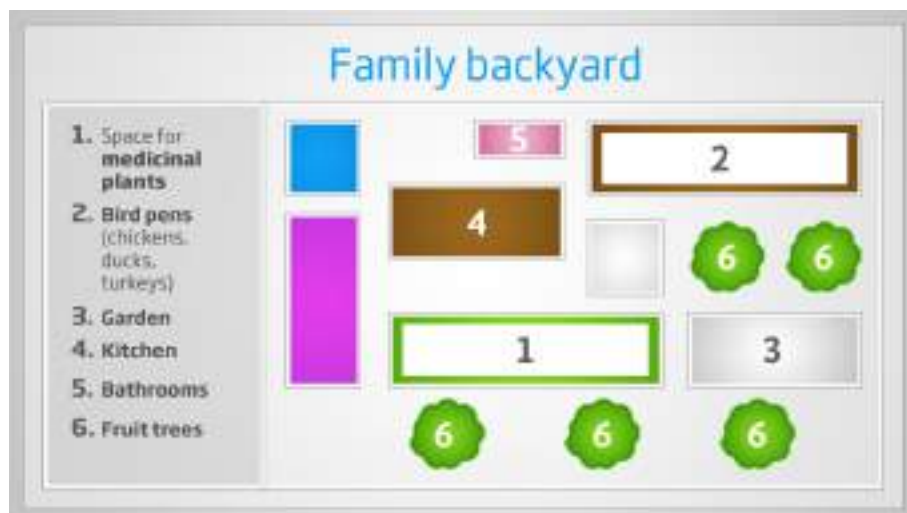 Family backyard
1. Space for
medicinal
plants
2. Bird pens
(chickens,
ducks,
turkeys)
3. Garden
4. Kitchen
5. Bathrooms
6. Fruit trees
5
2
4
6 6
1
3
6 6 6